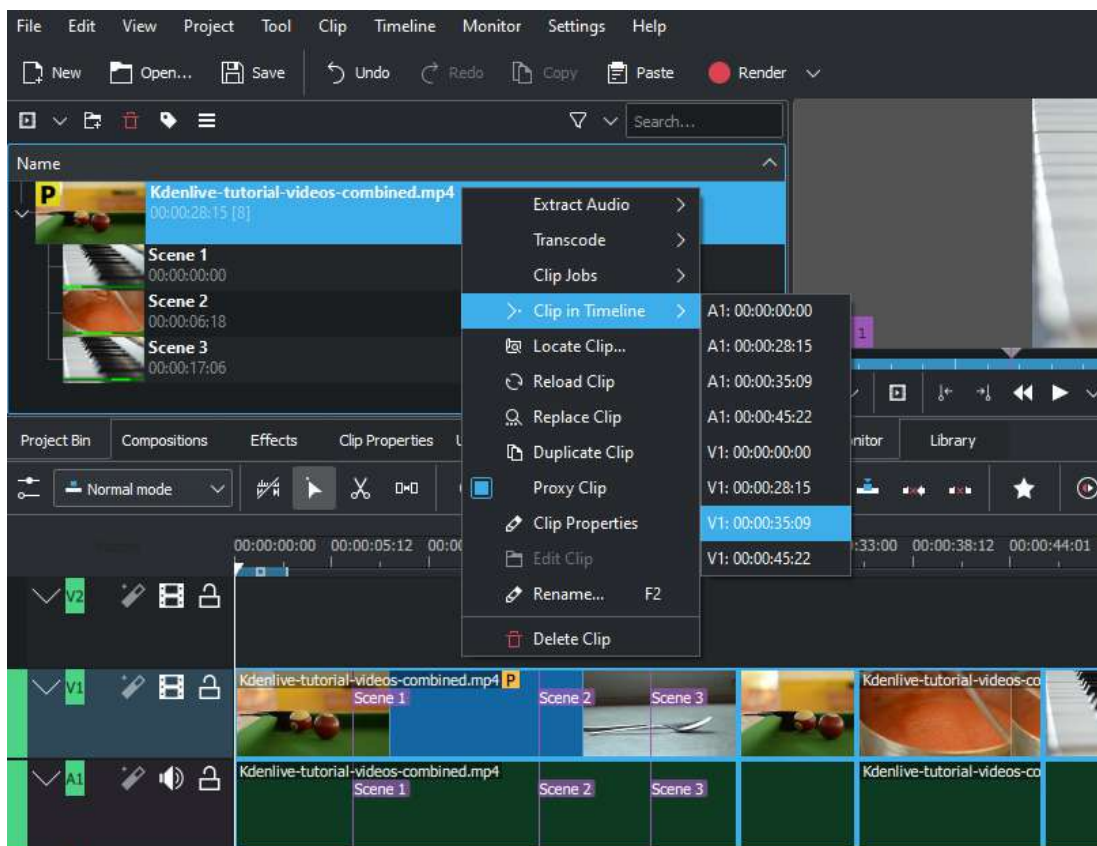 File Edit View Project Tool Clip Timeline Monitor Settings Help
New Open... Save Undo Redo Copy Paste Render
Search...
Name
P
Kdenlive-tutorial-videos-combined.mp4
00:00:28:15 [8]
Scene 1
00:00:00:00
Scene 2
00:00:06:18
Scene 3
00:00:17:06
Extract Audio
Transcode
Clip Jobs
Clip in Timeline
Locate Clip...
Reload Clip
Replace Clip
Duplicate Clip
Proxy Clip
Clip Properties
Edit Clip
Rename... F2
Delete Clip
A1: 00:00:00:00
A1: 00:00:28:15
A1: 00:00:35:09
A1: 00:00:45:22
V1: 00:00:00:00
V1: 00:00:28:15
V1: 00:00:35:09
V1: 00:00:45:22
1
Project Bin Compositions Effects Clip Properties U nitor Library
Normal mode
00:00:00:00 00:00:05:12 00:00 :33:00 00:00:38:12 00:00:44:01
V2
V1
Kdenlive-tutorial-videos-combined.mp4 P Kdenlive-tutorial-videos-co
Scene 1 Scene 2 Scene 3
A1
Kdenlive-tutorial-videos-combined.mp4 Kdenlive-tutorial-videos-co
Scene 1 Scene 2 Scene 3